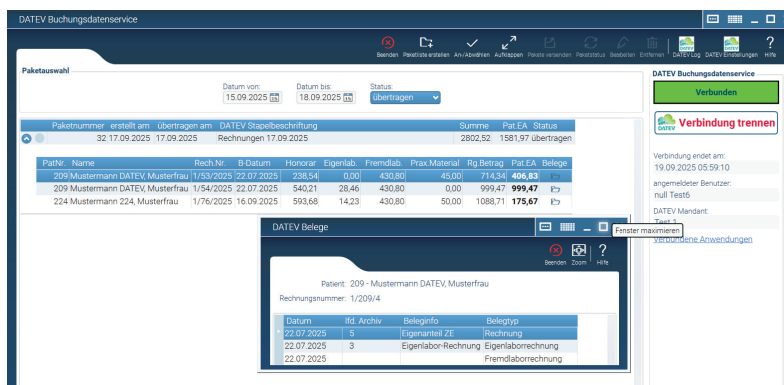 DATEV Buchungsdatenservice
Beenden Paketliste erstellen An-/Abwählen Aufklappen Pakete versenden Paketstatus Bearbeiten Entfernen DATEV Log DATEV Einstellungen Hilfe
Paketauswahl
Datum von: Datum bis: Status:
15.09.2025 18.09.2025 übertragen
Paketnummer erstellt am übertragen am DATEV Stapelbeschriftung Summe Pat.EA Status
32 17.09.2025 17.09.2025 Rechnungen 17.09.2025 2802,52 1581,97 übertragen
PatNr. Name Rech.Nr. B-Datum Honorar Eigenlab. Fremdlab. Prax.Material Rg.Betrag Pat.EA Belege
209 Mustermann DATEV, Musterfrau 1/53/2025 22.07.2025 238,54 0,00 430,80 45,00 714,34 406,83
209 Mustermann DATEV, Musterfrau 1/54/2025 22.07.2025 540,21 28,46 430,80 0,00 999,47 999,47
224 Mustermann 224, Musterfrau 1/76/2025 16.09.2025 593,68 14,23 430,80 50,00 1088,71 175,67
DATEV Buchungsdatenservice
Verbunden
DATEV Verbindung trennen
Verbindung endet am:
19.09.2025 05:59:10
angemeldeter Benutzer:
null Test6
DATEV Mandant:
Test 1
Verbundene Anwendungen
DATEV Belege
Fenster maximieren
Beenden Zoom Hilfe
Patient: 209 - Mustermann DATEV, Musterfrau
Rechnungsnummer: 1/209/4
Datum lfd. Archiv Beleginfo Belegtyp
22.07.2025 5 Eigenanteil ZE Rechnung
22.07.2025 3 Eigenlabor-Rechnung Eigenlaborrechnung
22.07.2025 Fremdlaborrechnung